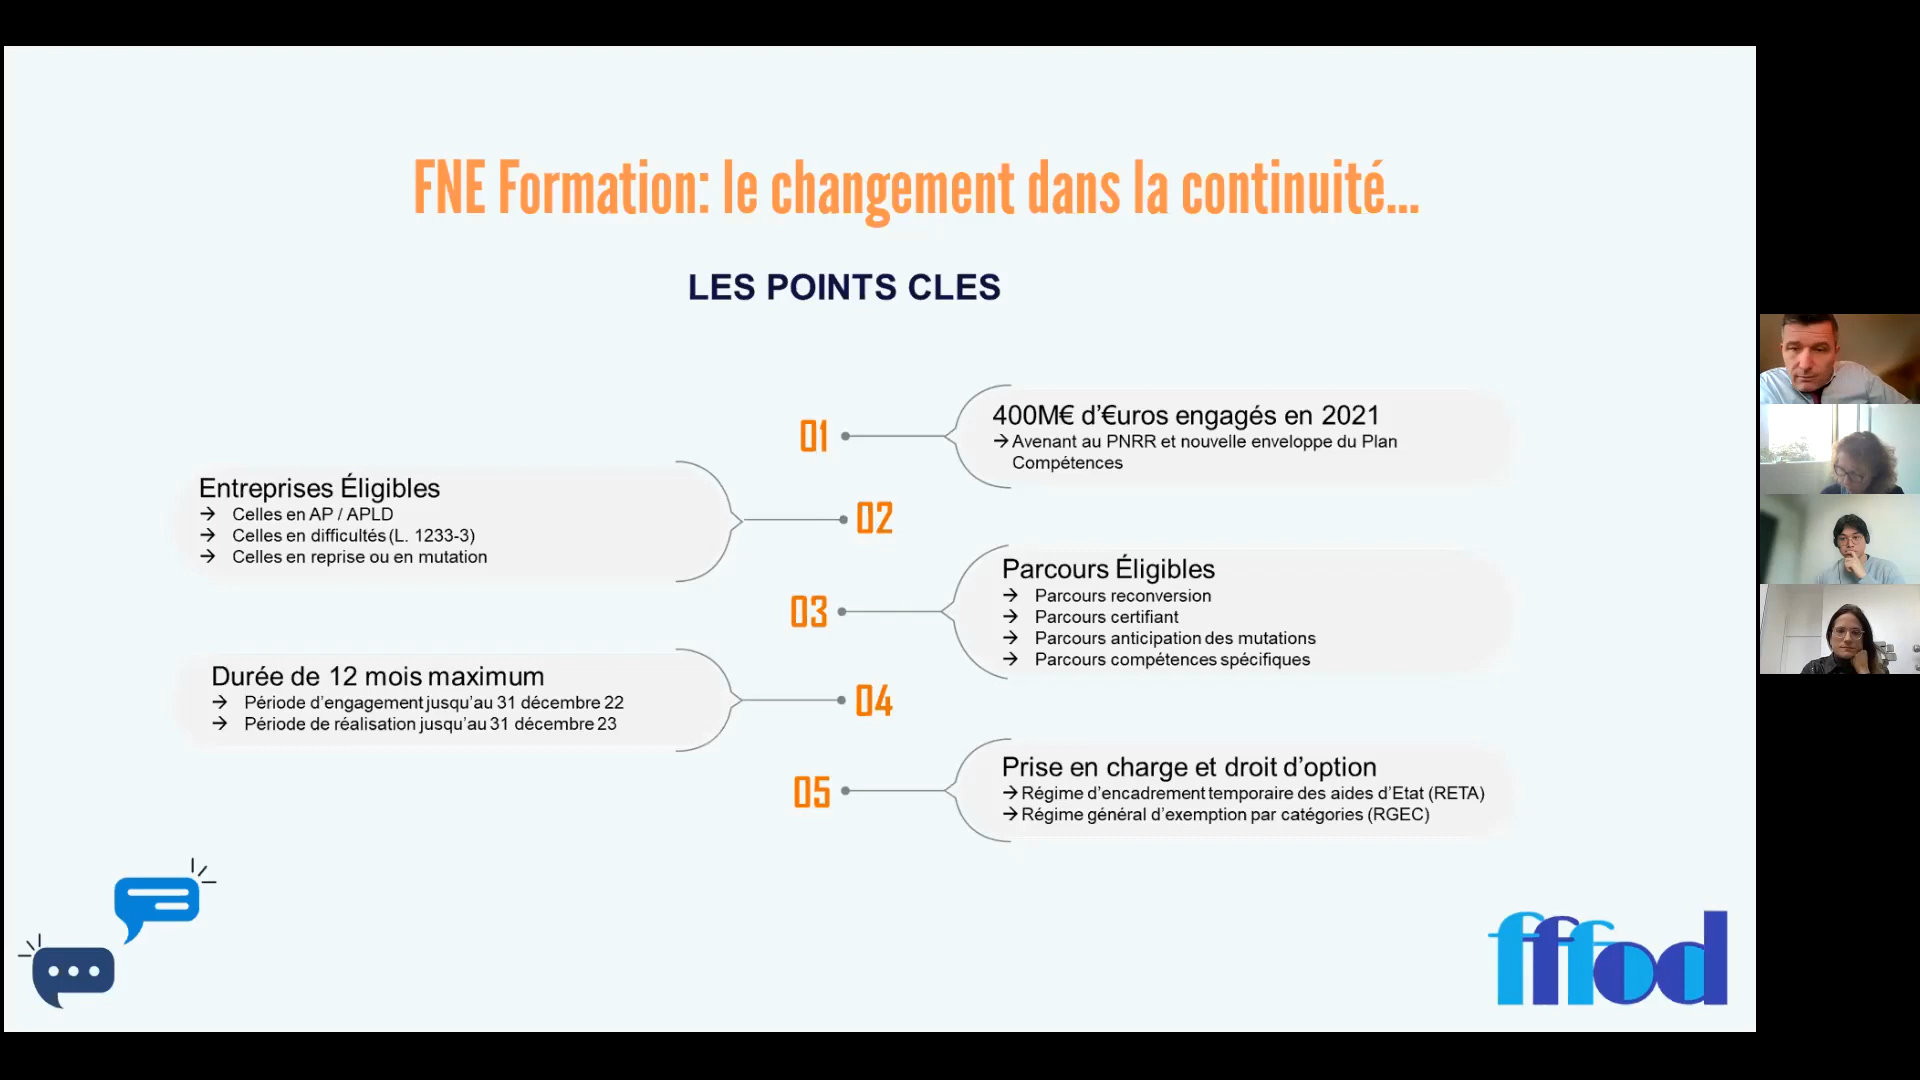 FNE Formation: le changement dans la continuité...
LES POINTS CLES
01
400M€ d’€uros engagés en 2021
→ Avenant au PNRR et nouvelle enveloppe du Plan
Compétences
02
Entreprises Éligibles
→ Celles en AP / APLD
→ Celles en difficultés (L. 1233-3)
→ Celles en reprise ou en mutation
03
Parcours Éligibles
→ Parcours reconversion
→ Parcours certifiant
→ Parcours anticipation des mutations
→ Parcours compétences spécifiques
04
Durée de 12 mois maximum
→ Période d’engagement jusqu’au 31 décembre 22
→ Période de réalisation jusqu’au 31 décembre 23
05
Prise en charge et droit d’option
→ Régime d’encadrement temporaire des aides d’Etat (RETA)
→ Régime général d’exemption par catégories (RGEC)
fffod